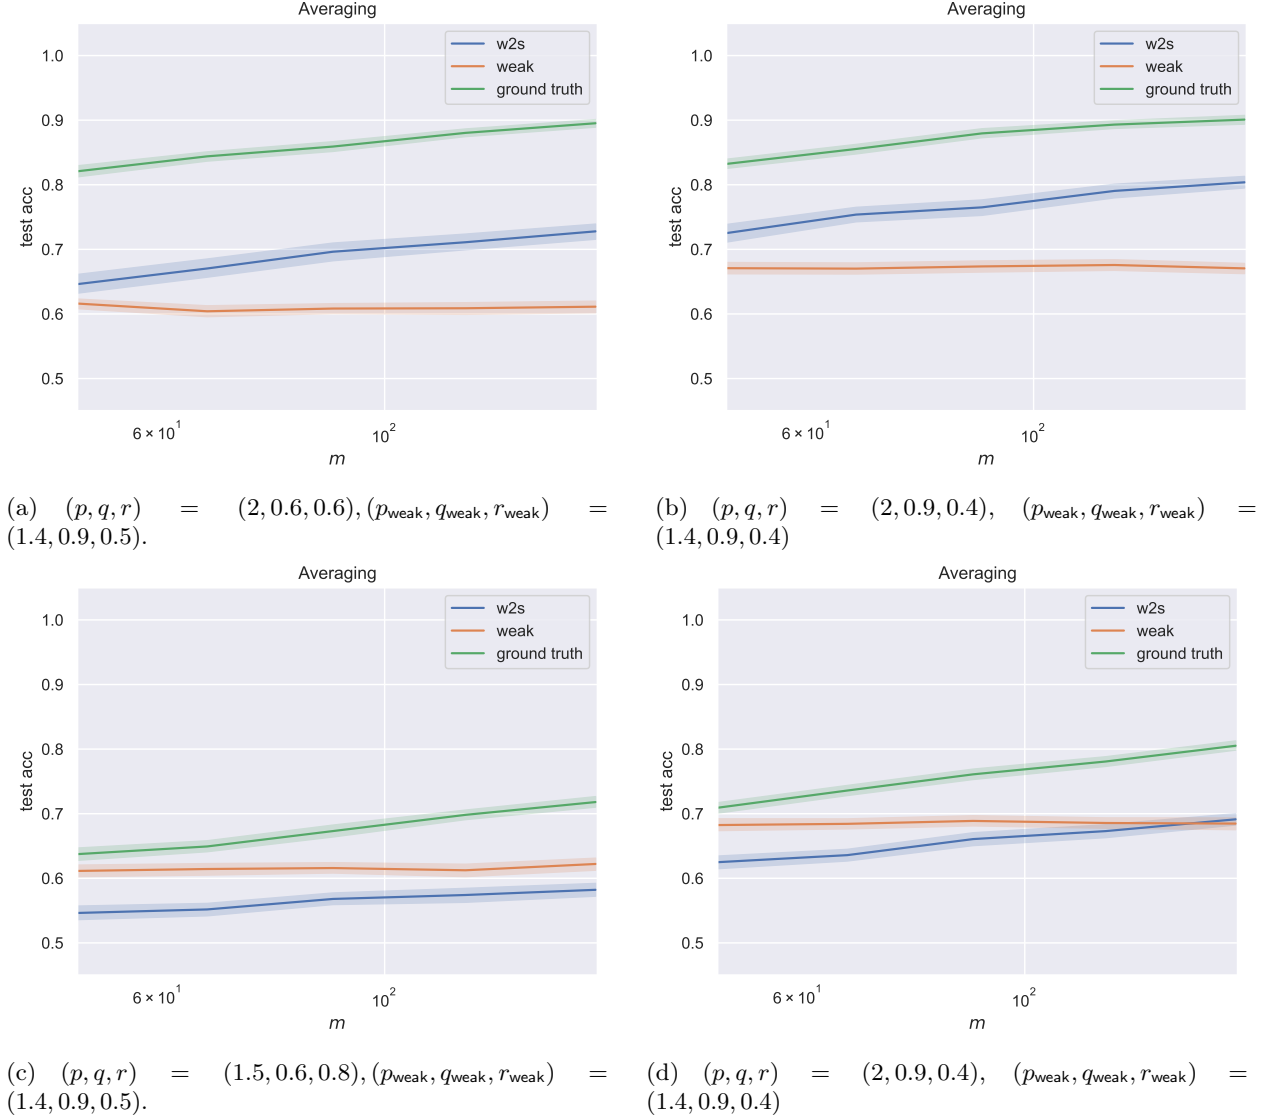 Averaging
1.0
0.9
0.8
0.7
0.6
0.5
test acc
w2s
weak
ground truth
6 × 10^1
10^2
m
(a) (p, q, r) = (2, 0.6, 0.6), (p_weak, q_weak, r_weak) =
(1.4, 0.9, 0.5).
Averaging
1.0
0.9
0.8
0.7
0.6
0.5
test acc
w2s
weak
ground truth
6 × 10^1
10^2
m
(b) (p, q, r) = (2, 0.9, 0.4), (p_weak, q_weak, r_weak) =
(1.4, 0.9, 0.4)
Averaging
1.0
0.9
0.8
0.7
0.6
0.5
test acc
w2s
weak
ground truth
6 × 10^1
10^2
m
(c) (p, q, r) = (1.5, 0.6, 0.8), (p_weak, q_weak, r_weak) =
(1.4, 0.9, 0.5).
Averaging
1.0
0.9
0.8
0.7
0.6
0.5
test acc
w2s
weak
ground truth
6 × 10^1
10^2
m
(d) (p, q, r) = (2, 0.9, 0.4), (p_weak, q_weak, r_weak) =
(1.4, 0.9, 0.4)